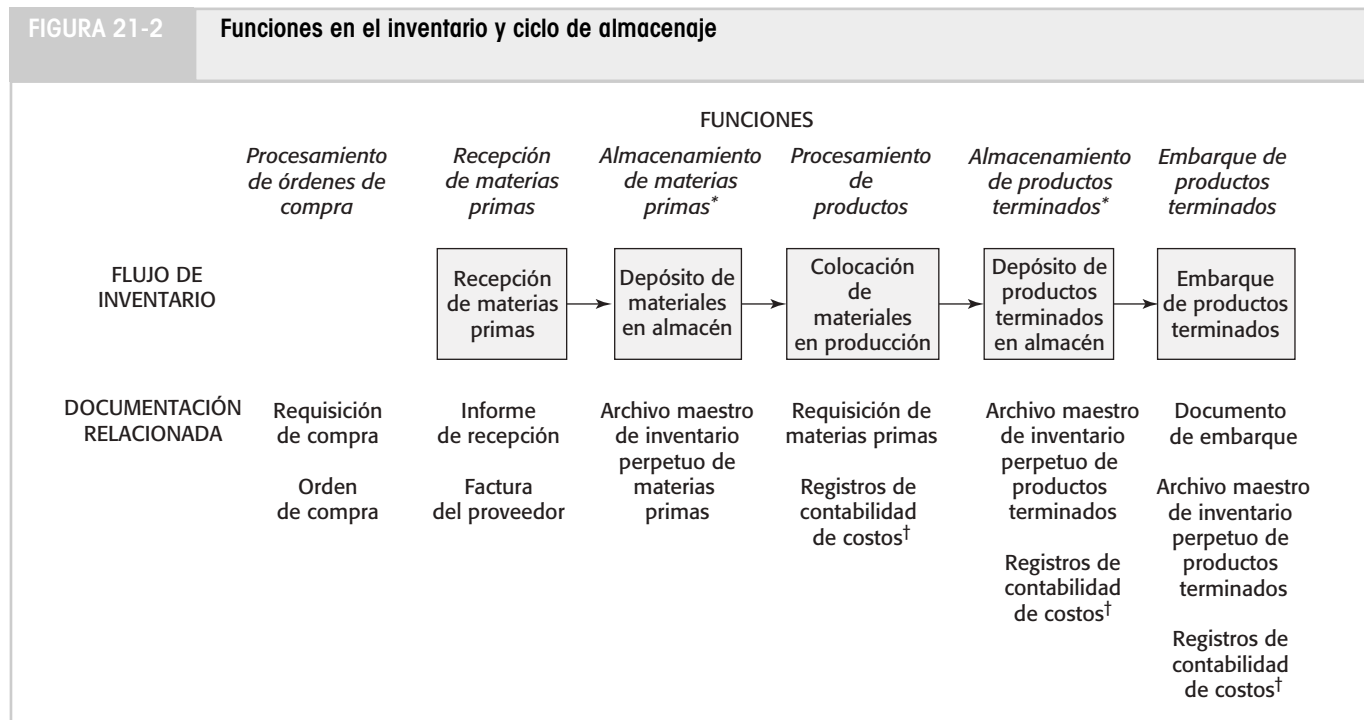 FIGURA 21-2
Funciones en el inventario y ciclo de almacenaje
FUNCIONES
Procesamiento
de órdenes de
compra
Recepción
de materias
primas
Almacenamiento
de materias
primas*
Procesamiento
de
productos
Almacenamiento
de productos
terminados*
Embarque de
productos
terminados
FLUJO DE
INVENTARIO
Recepción
de materias
primas
Depósito de
materiales
en almacén
Colocación
de
materiales
en producción
Depósito de
productos
terminados
en almacén
Embarque
de productos
terminados
DOCUMENTACIÓN
RELACIONADA
Requisición
de compra
Orden
de compra
Informe
de recepción
Factura
del proveedor
Archivo maestro
de inventario
perpetuo de
materias
primas
Requisición de
materias primas
Registros de
contabilidad
de costos†
Archivo maestro
de inventario
perpetuo de
productos
terminados
Registros de
contabilidad
de costos†
Documento
de embarque
Archivo maestro
de inventario
perpetuo de
productos
terminados
Registros de
contabilidad
de costos†